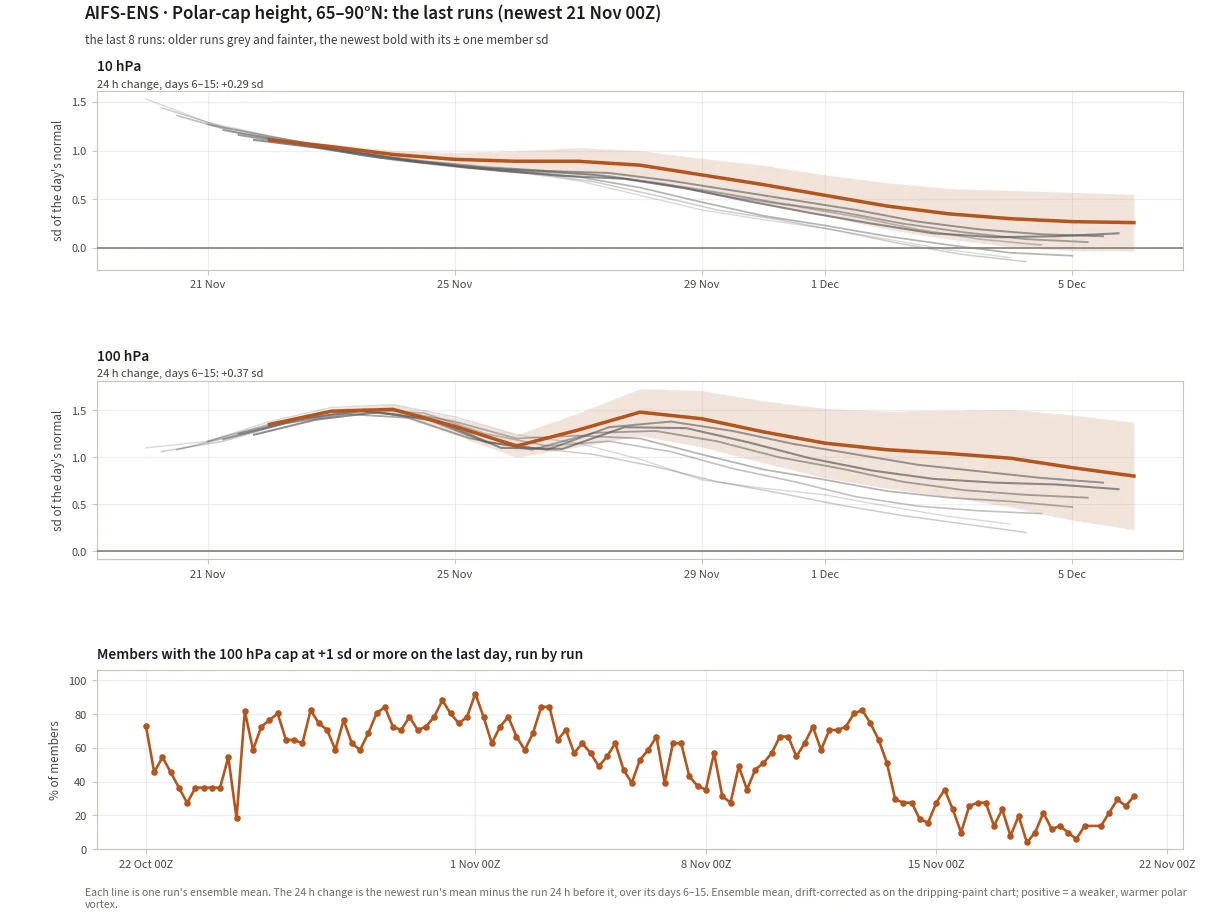 AIFS-ENS · Polar-cap height, 65–90°N: the last runs (newest 21 Nov 00Z)
the last 8 runs: older runs grey and fainter, the newest bold with its ± one member sd
10 hPa
24 h change, days 6–15: +0.29 sd
sd of the day's normal
1.5
1.0
0.5
0.0
21 Nov
25 Nov
29 Nov
1 Dec
5 Dec
100 hPa
24 h change, days 6–15: +0.37 sd
sd of the day's normal
1.5
1.0
0.5
0.0
21 Nov
25 Nov
29 Nov
1 Dec
5 Dec
Members with the 100 hPa cap at +1 sd or more on the last day, run by run
% of members
100
80
60
40
20
0
22 Oct 00Z
1 Nov 00Z
8 Nov 00Z
15 Nov 00Z
22 Nov 00Z
Each line is one run's ensemble mean. The 24 h change is the newest run's mean minus the run 24 h before it, over its days 6–15. Ensemble mean, drift-corrected as on the dripping-paint chart; positive = a weaker, warmer polar
vortex.